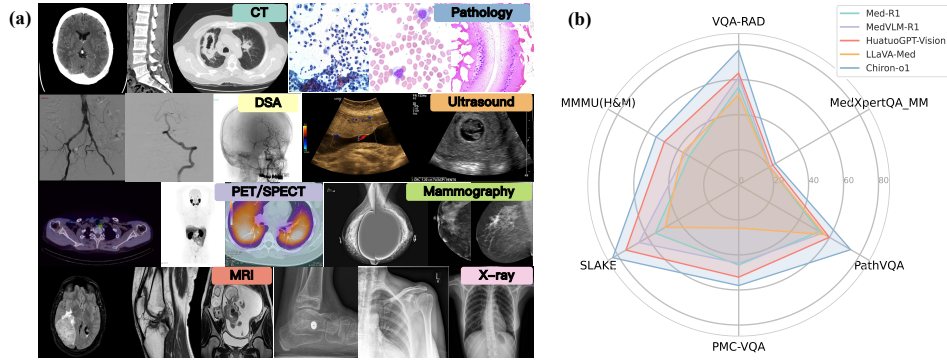 (a)
CT
Pathology
DSA
Ultrasound
PET/SPECT
Mammography
MRI
X-ray
(b)
VQA-RAD
Med-R1
MedVLM-R1
HuatuoGPT-Vision
LLaVA-Med
Chiron-o1
MMMU(H&M)
MedXpertQA_MM
0
20
40
60
80
SLAKE
PathVQA
PMC-VQA